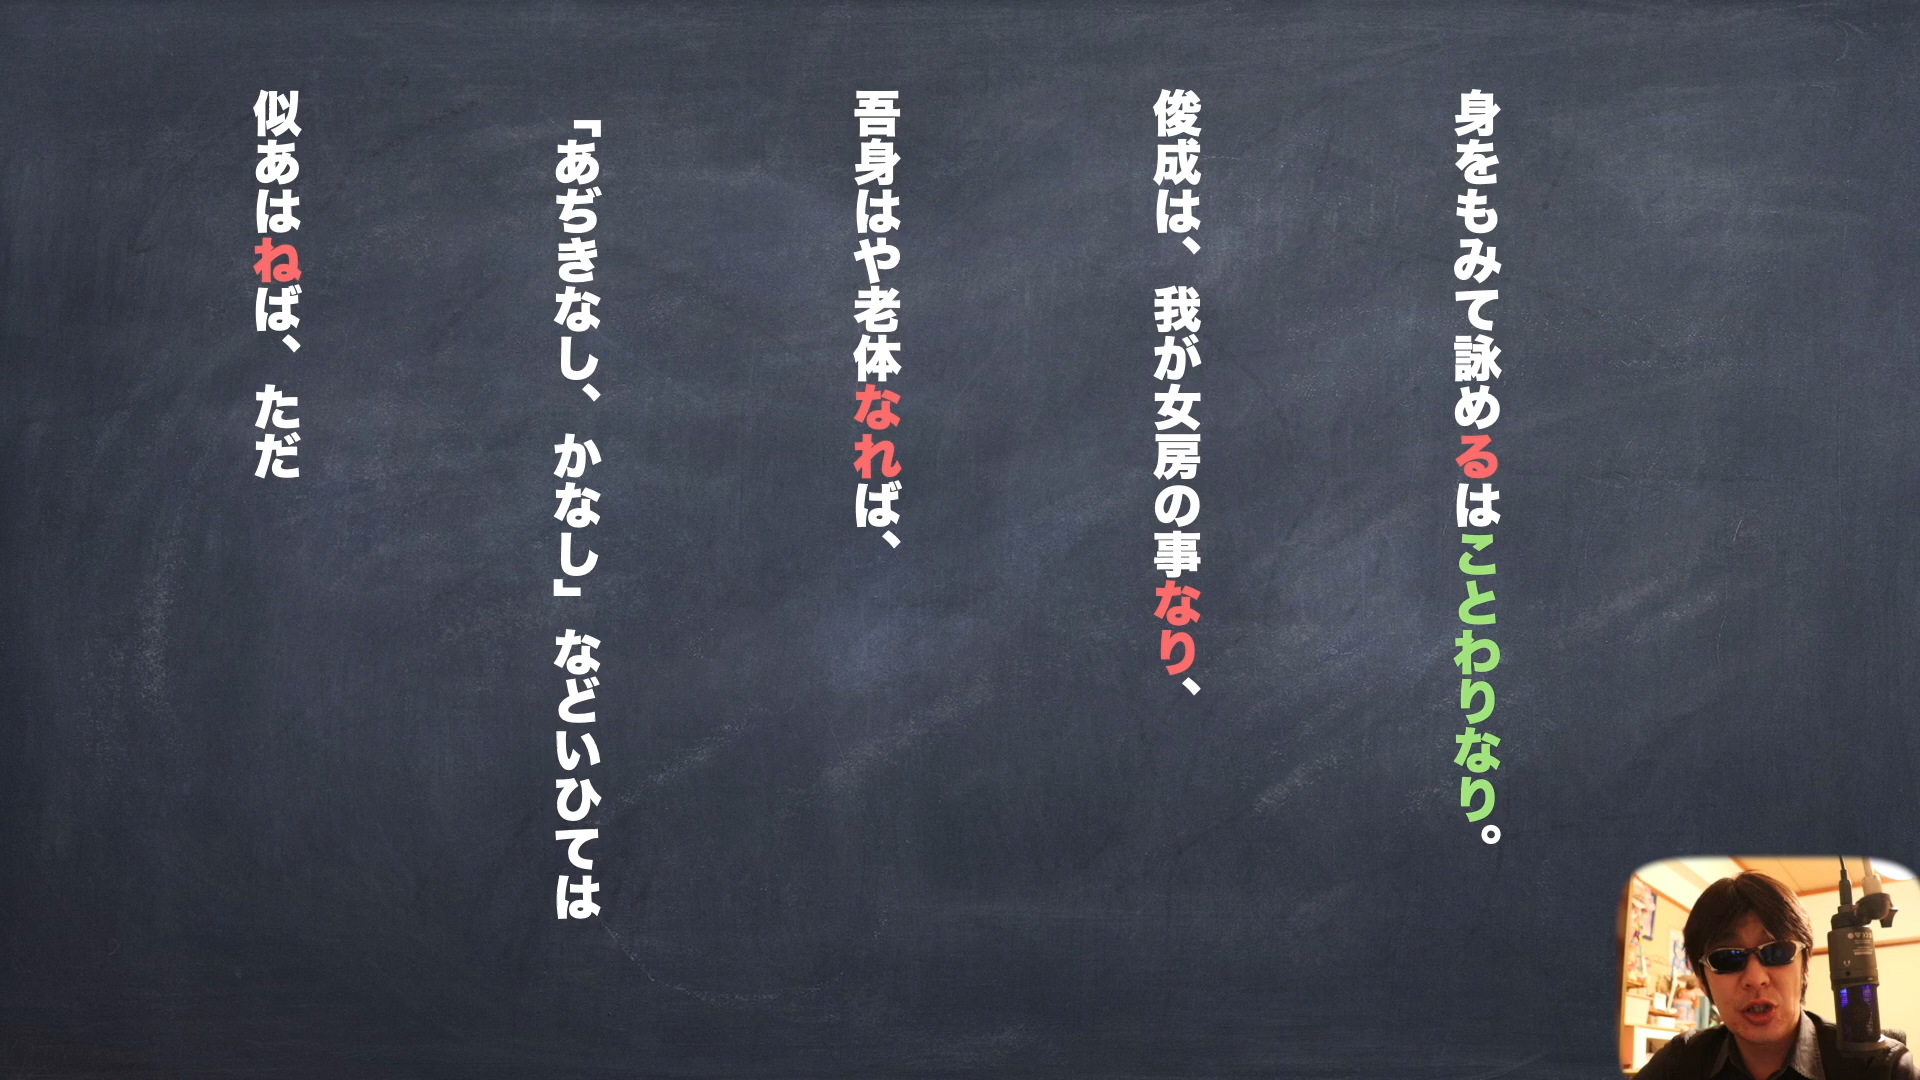 身をもみて詠めるはことわりなり。
俊成は、我が女房の事なり、
吾身はや老体なれば、
「あぢきなし、かなし」などいひては
似あはねば、ただ